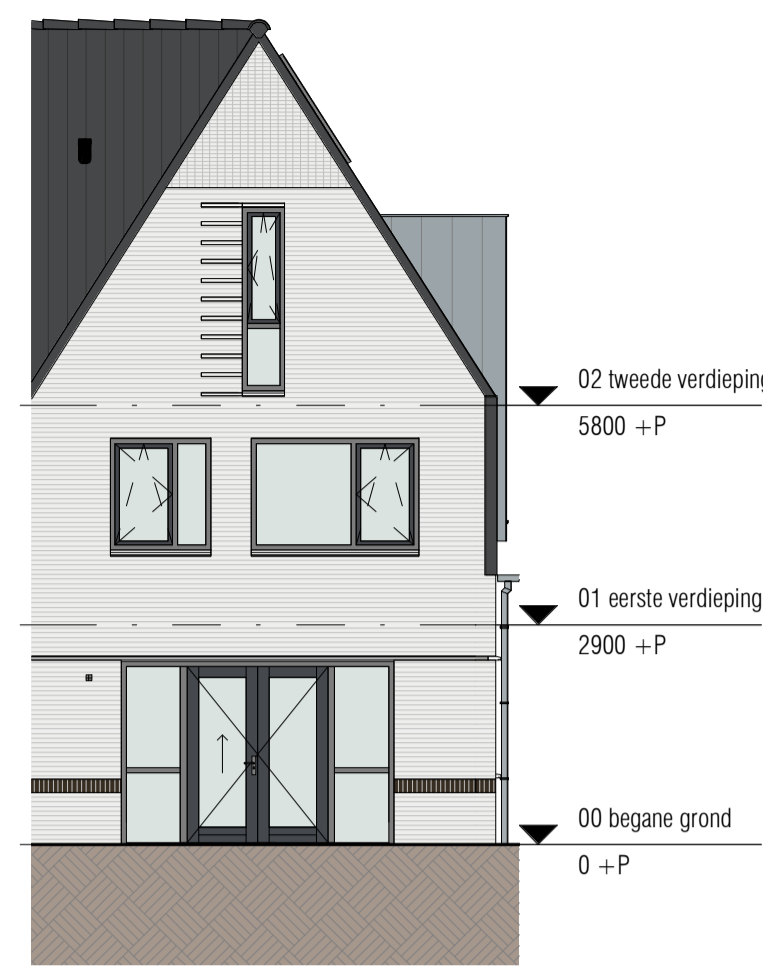 02 tweede verdieping
5800 +P
01 eerste verdieping
2900 +P
00 begane grond
0 +P